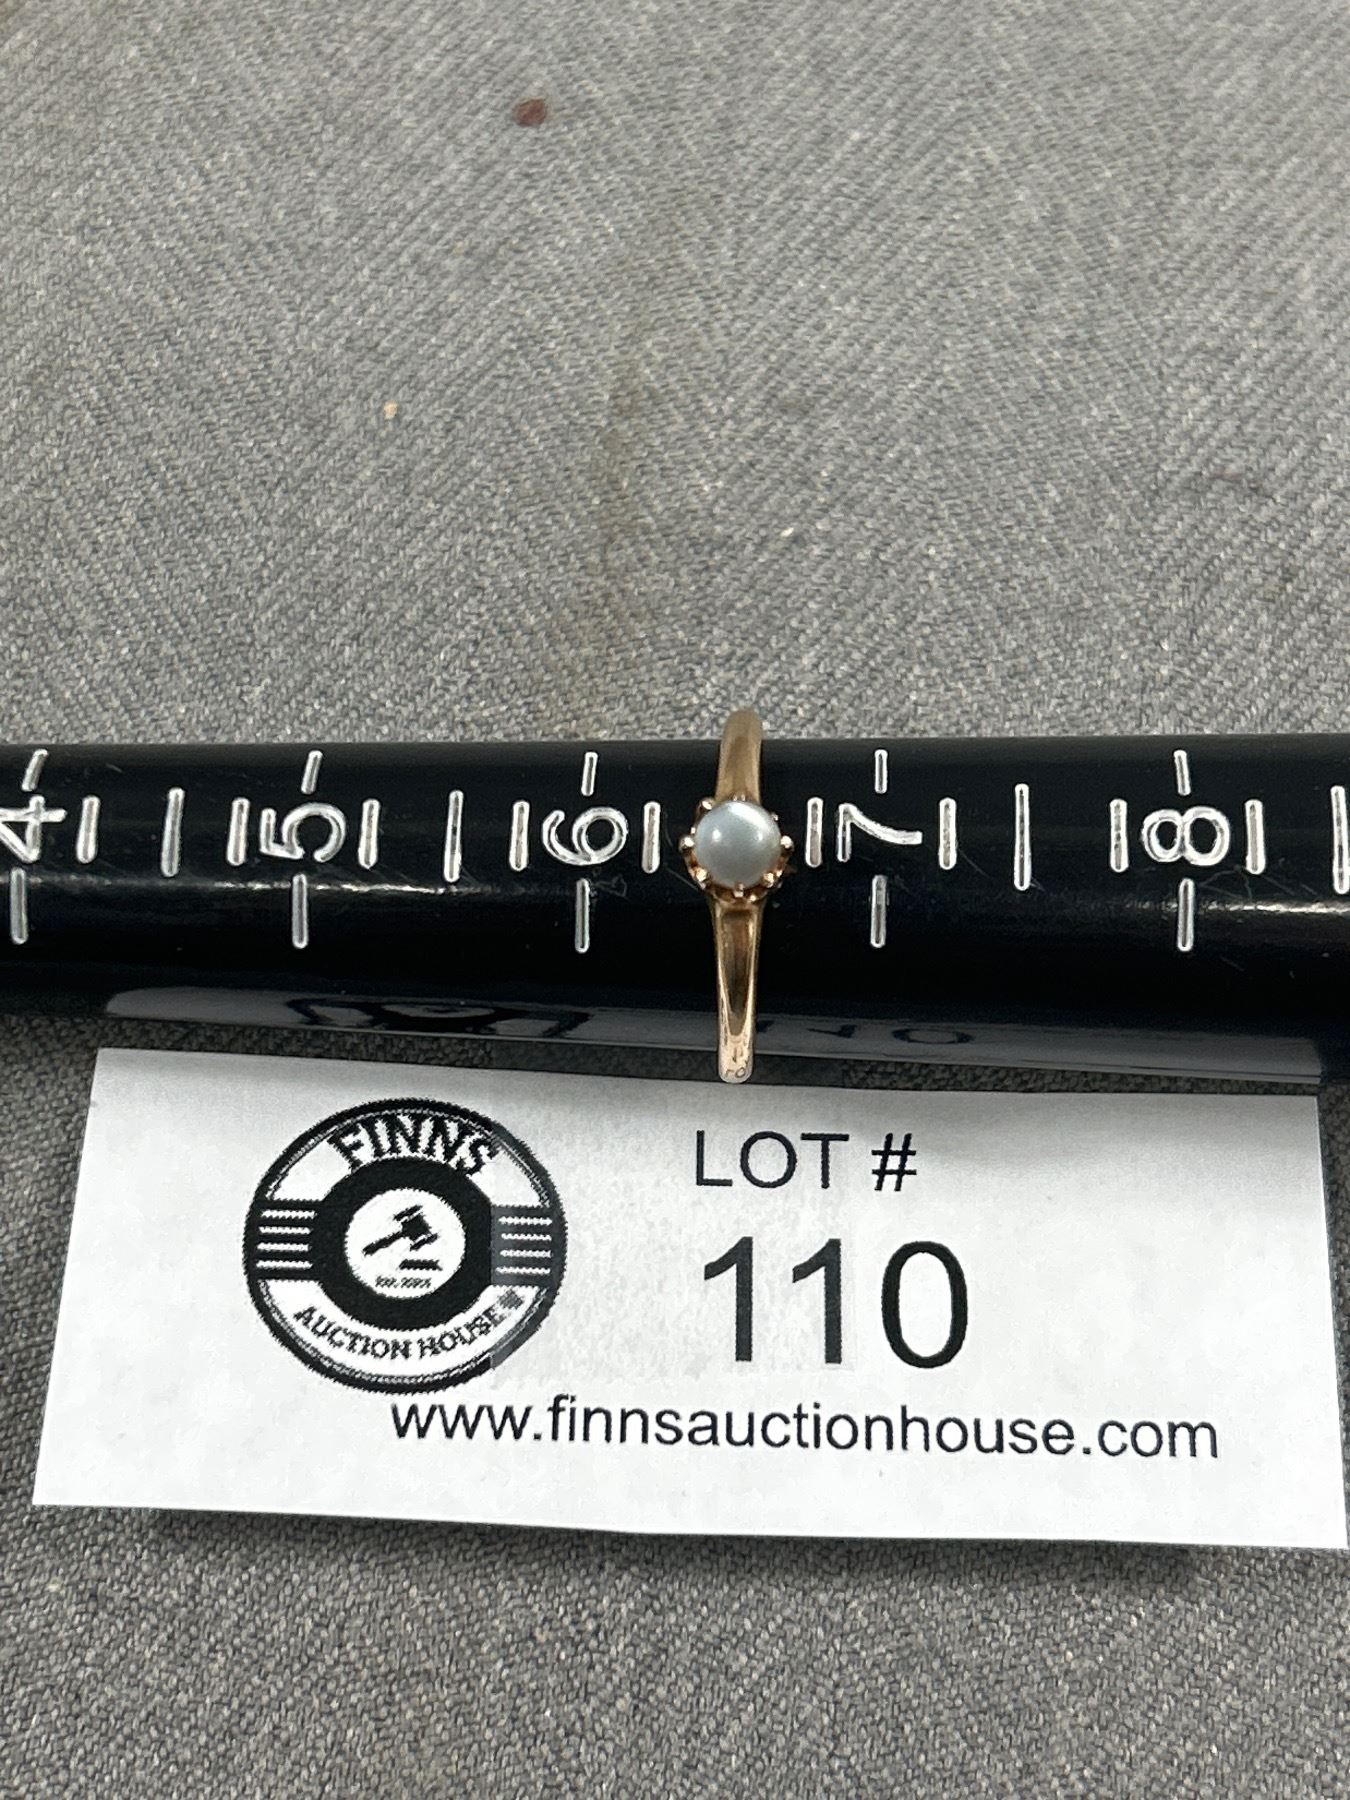 4 5 6 7 8
FINNS
AUCTION HOUSE
LOT #
110
www.finnsauctionhouse.com